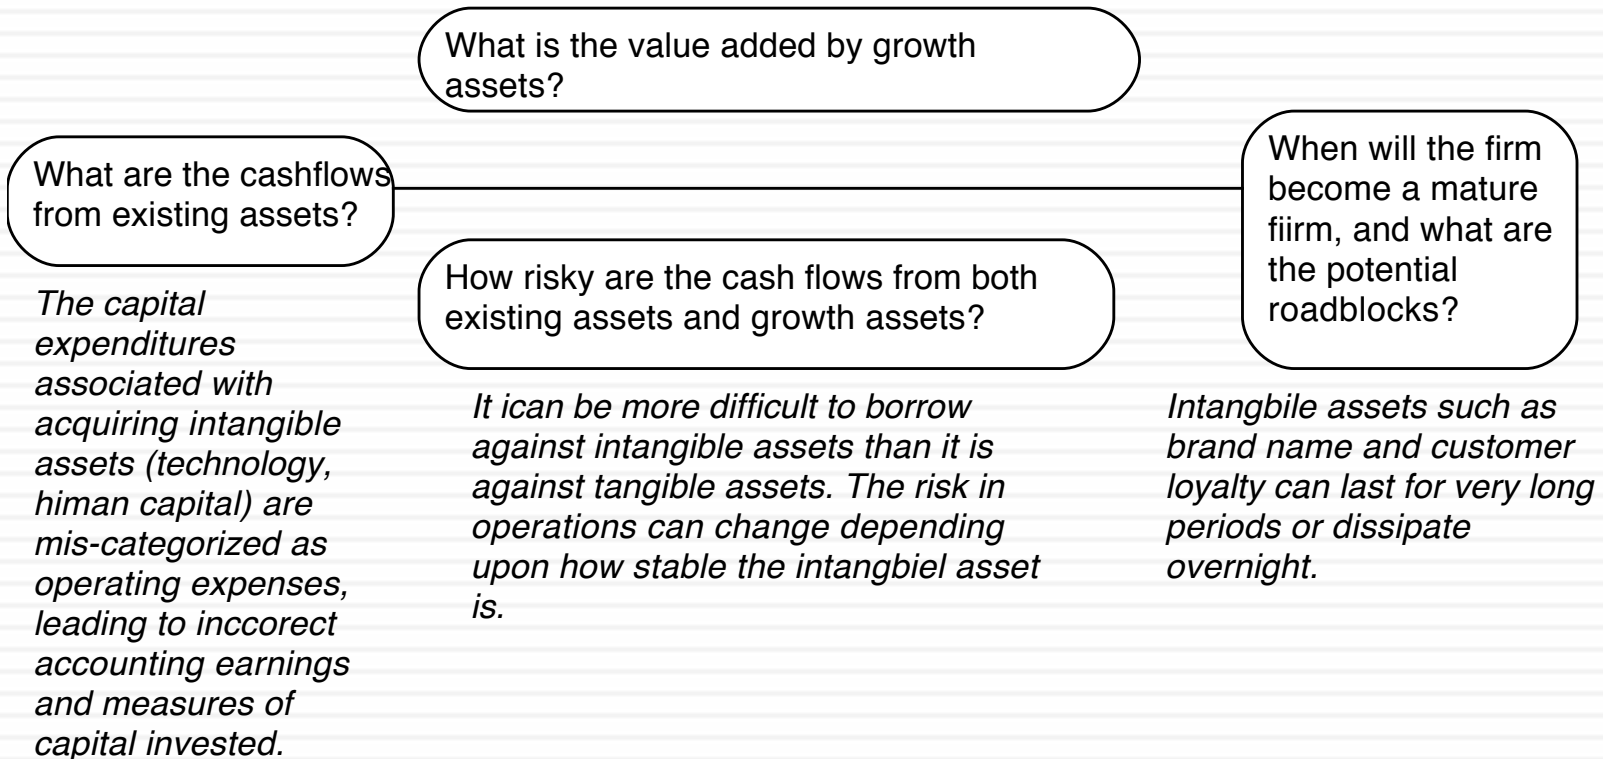 What is the value added by growth
assets?
What are the cashflows
from existing assets?
The capital
expenditures
associated with
acquiring intangible
assets (technology,
himan capital) are
mis-categorized as
operating expenses,
leading to inccorect
accounting earnings
and measures of
capital invested.
How risky are the cash flows from both
existing assets and growth assets?
It ican be more difficult to borrow
against intangible assets than it is
against tangible assets. The risk in
operations can change depending
upon how stable the intangbiel asset
is.
When will the firm
become a mature
fiirm, and what are
the potential
roadblocks?
Intangbile assets such as
brand name and customer
loyalty can last for very long
periods or dissipate
overnight.